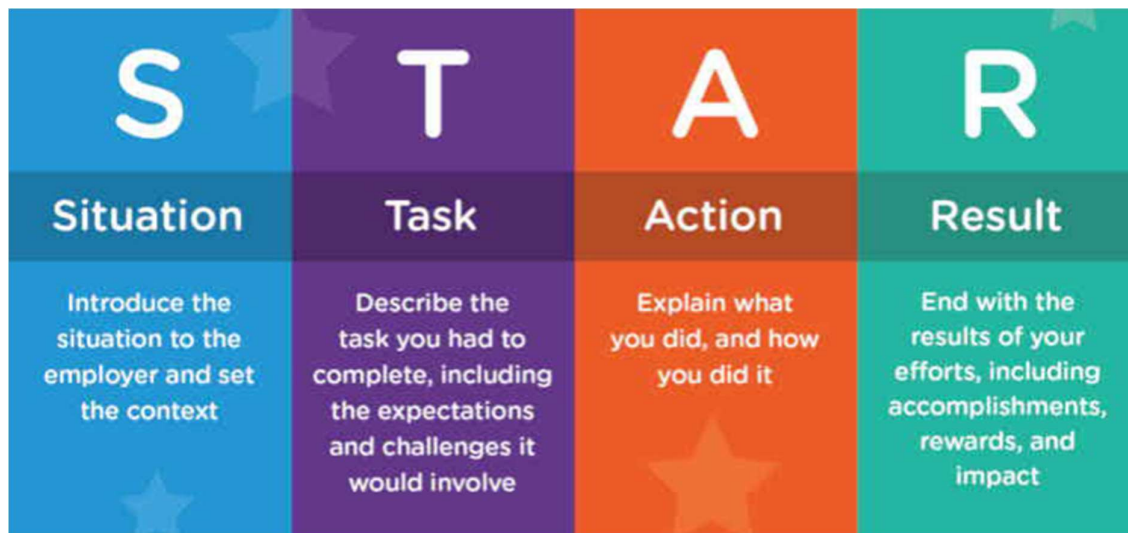 S
Situation
Introduce the
situation to the
employer and set
the context
T
Task
Describe the
task you had to
complete, including
the expectations
and challenges it
would involve
A
Action
Explain what
you did, and how
you did it
R
Result
End with the
results of your
efforts, including
accomplishments,
rewards, and
impact